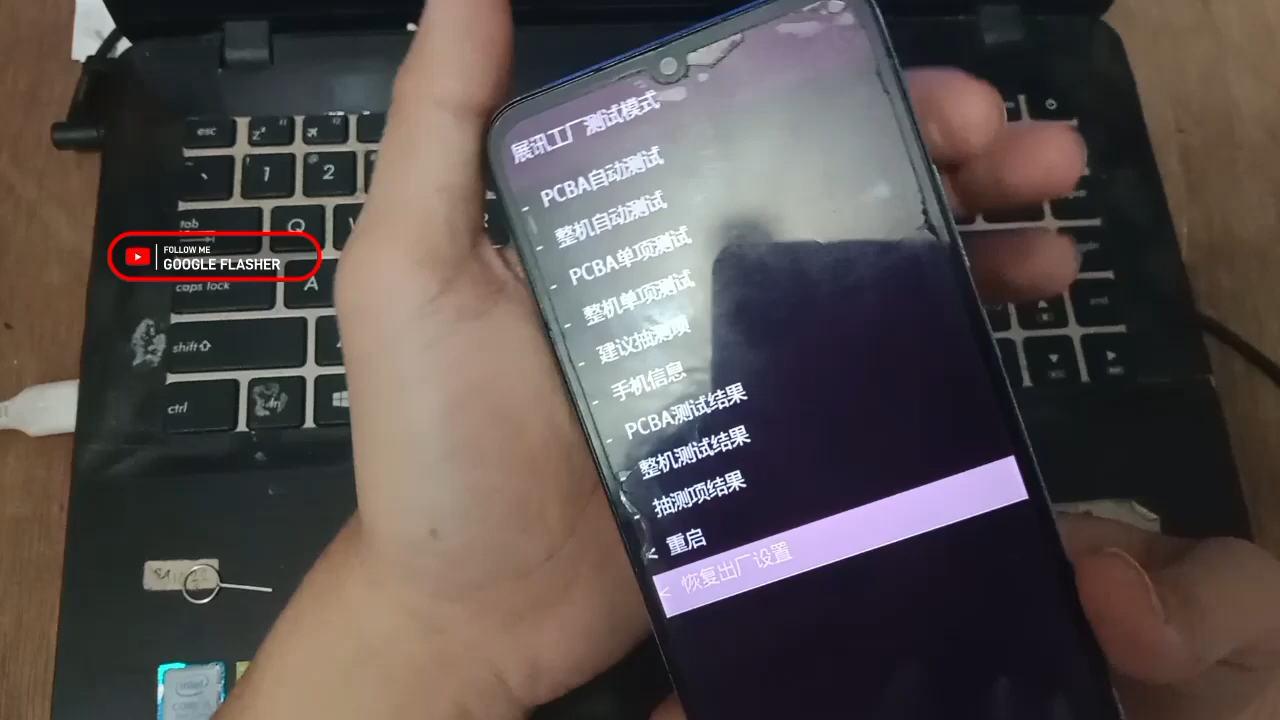 展讯工厂测试模式
- PCBA自动测试
- 整机自动测试
- PCBA单项测试
- 整机单项测试
- 建议抽测项
- 手机信息
- PCBA测试结果
- 整机测试结果
- 抽测项结果
< 重启
< 恢复出厂设置
FOLLOW ME
GOOGLE FLASHER
esc
1
2
tab
Q
caps lock
A
shift
ctrl
fn
end
intel